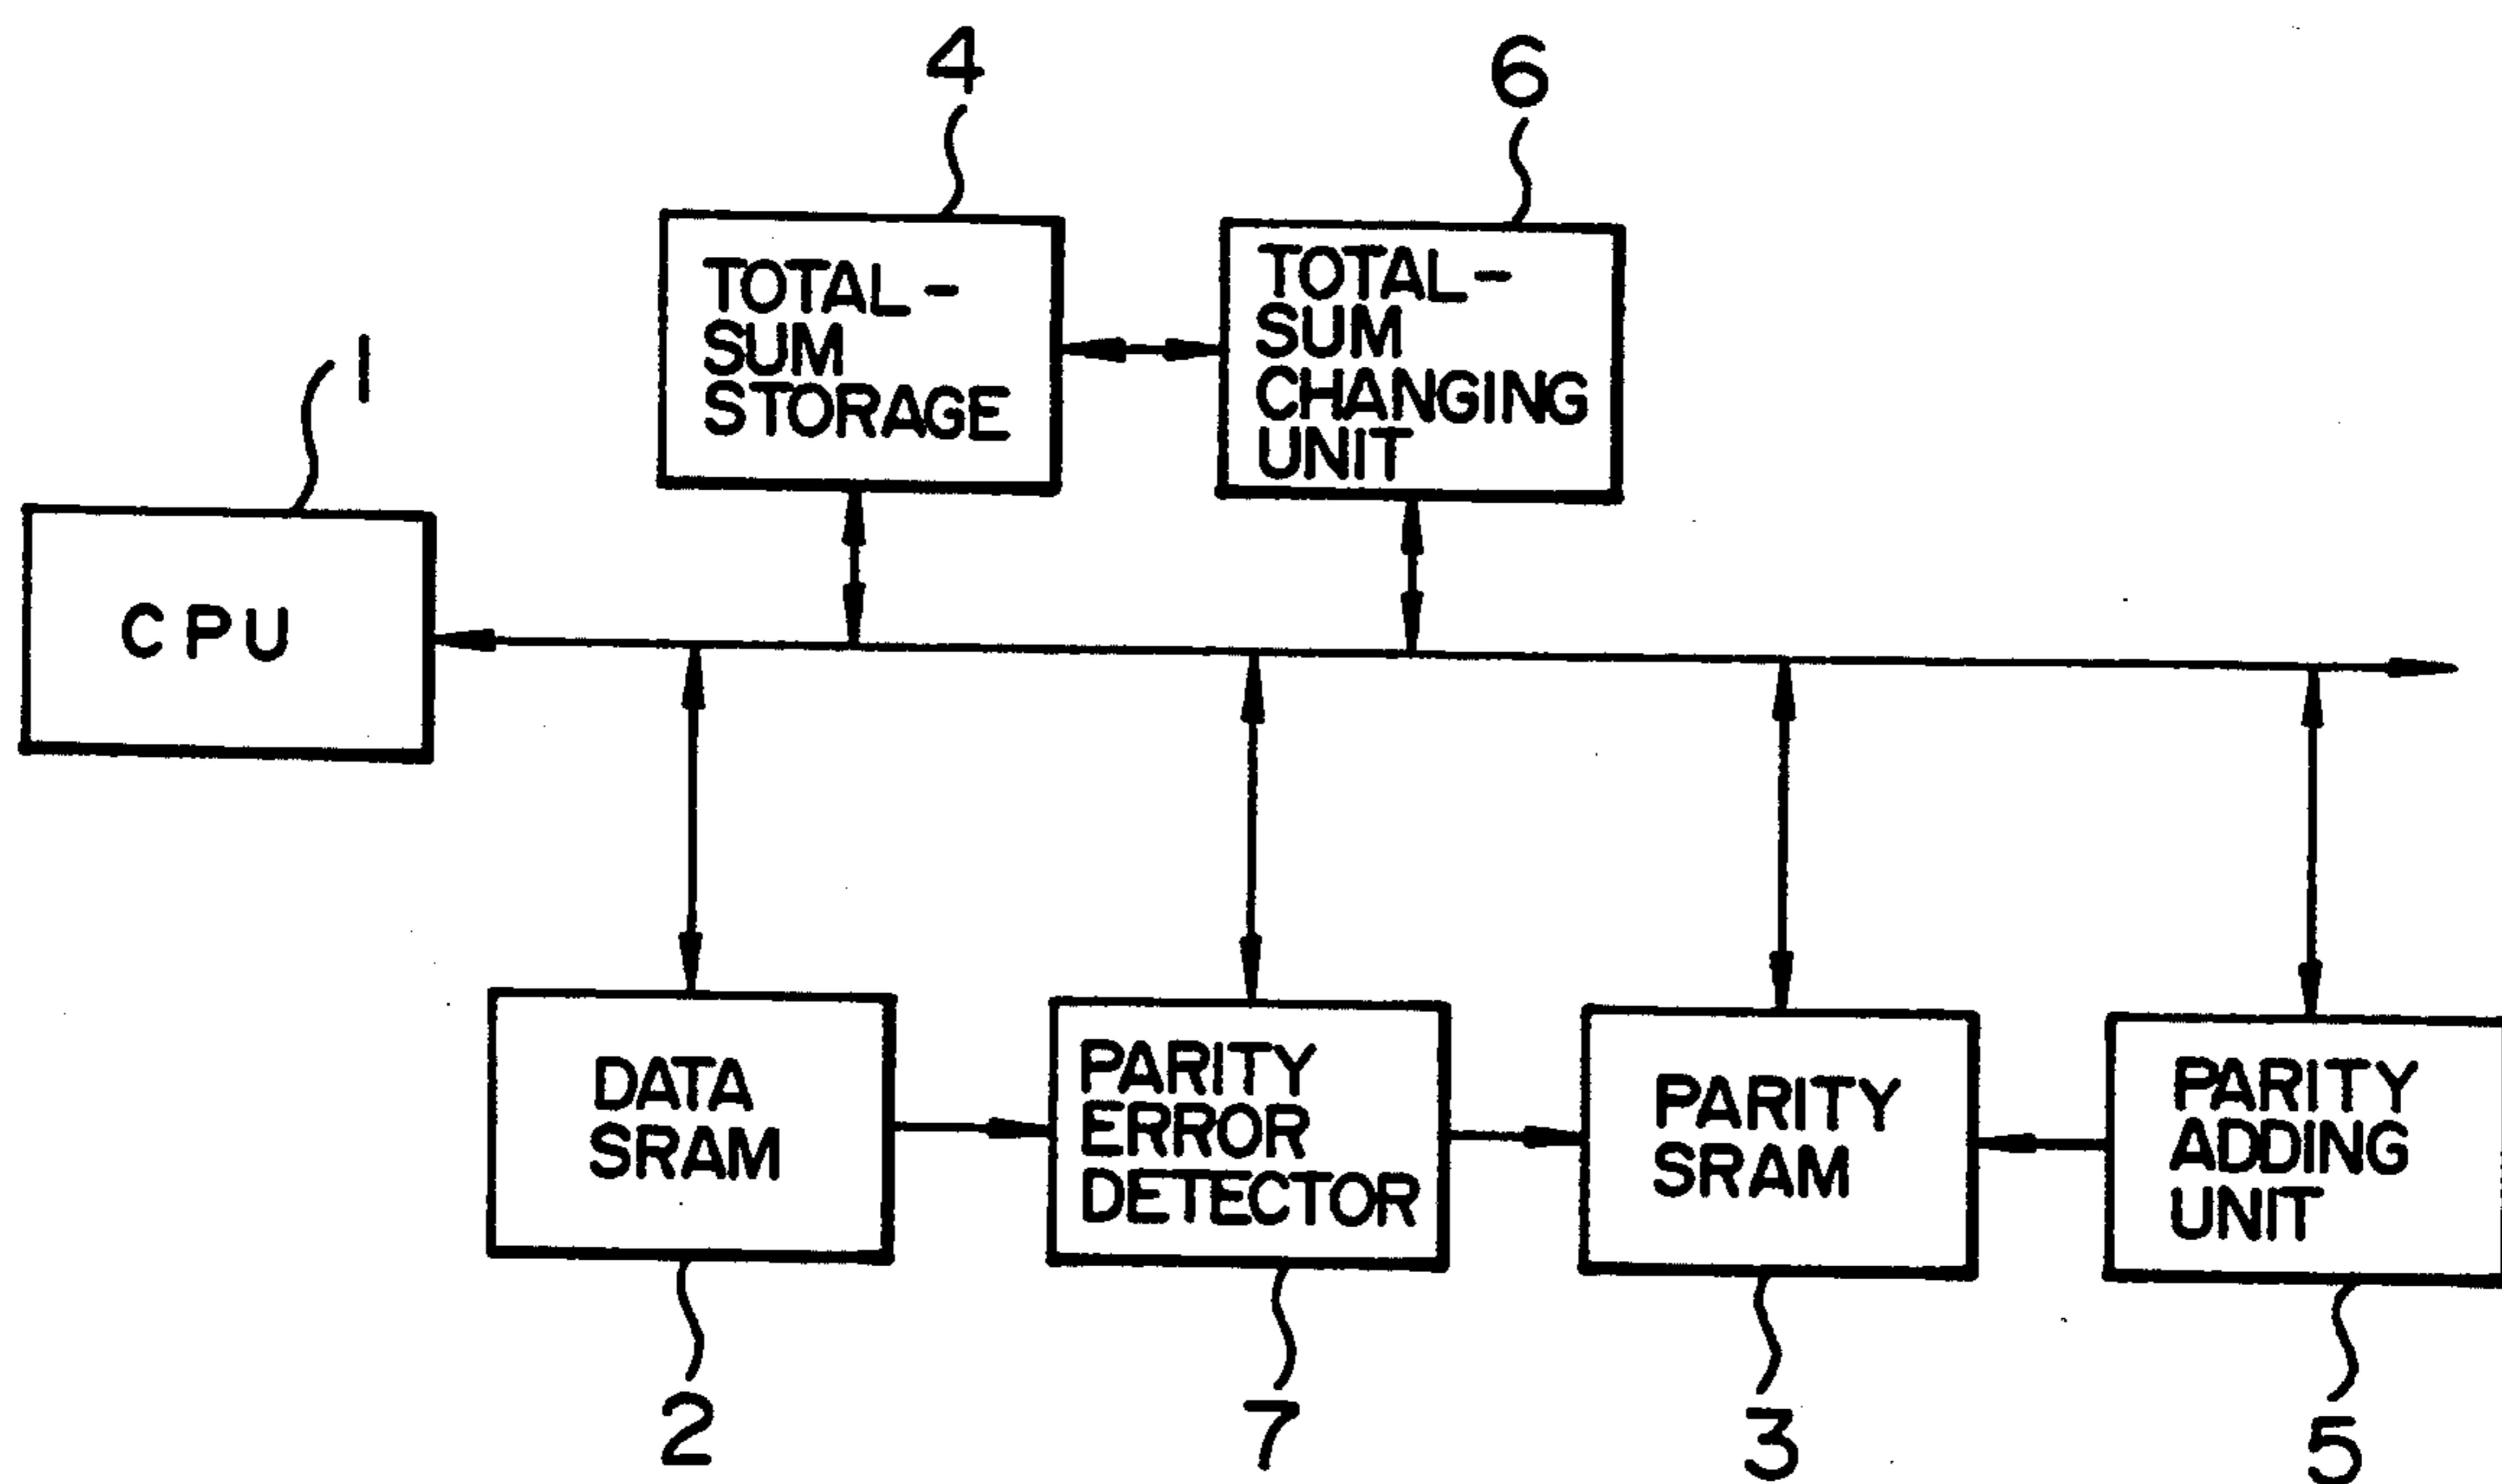 4
6
TOTAL-
SUM
STORAGE
TOTAL-
SUM
CHANGING
UNIT
1
CPU
DATA
SRAM
PARITY
ERROR
DETECTOR
PARITY
SRAM
PARITY
ADDING
UNIT
2
7
3
5